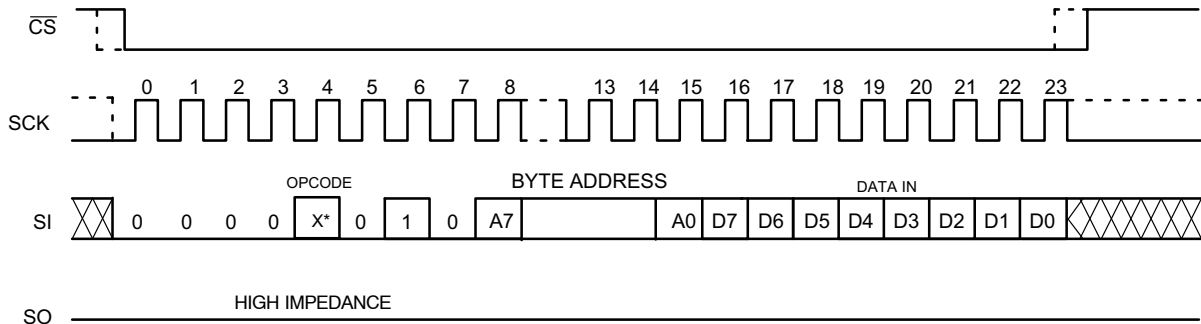 CS
0 1 2 3 4 5 6 7 8 13 14 15 16 17 18 19 20 21 22 23
SCK
OPCODE BYTE ADDRESS DATA IN
SI 0 0 0 0 X* 0 1 0 A7 A0 D7 D6 D5 D4 D3 D2 D1 D0
HIGH IMPEDANCE
SO